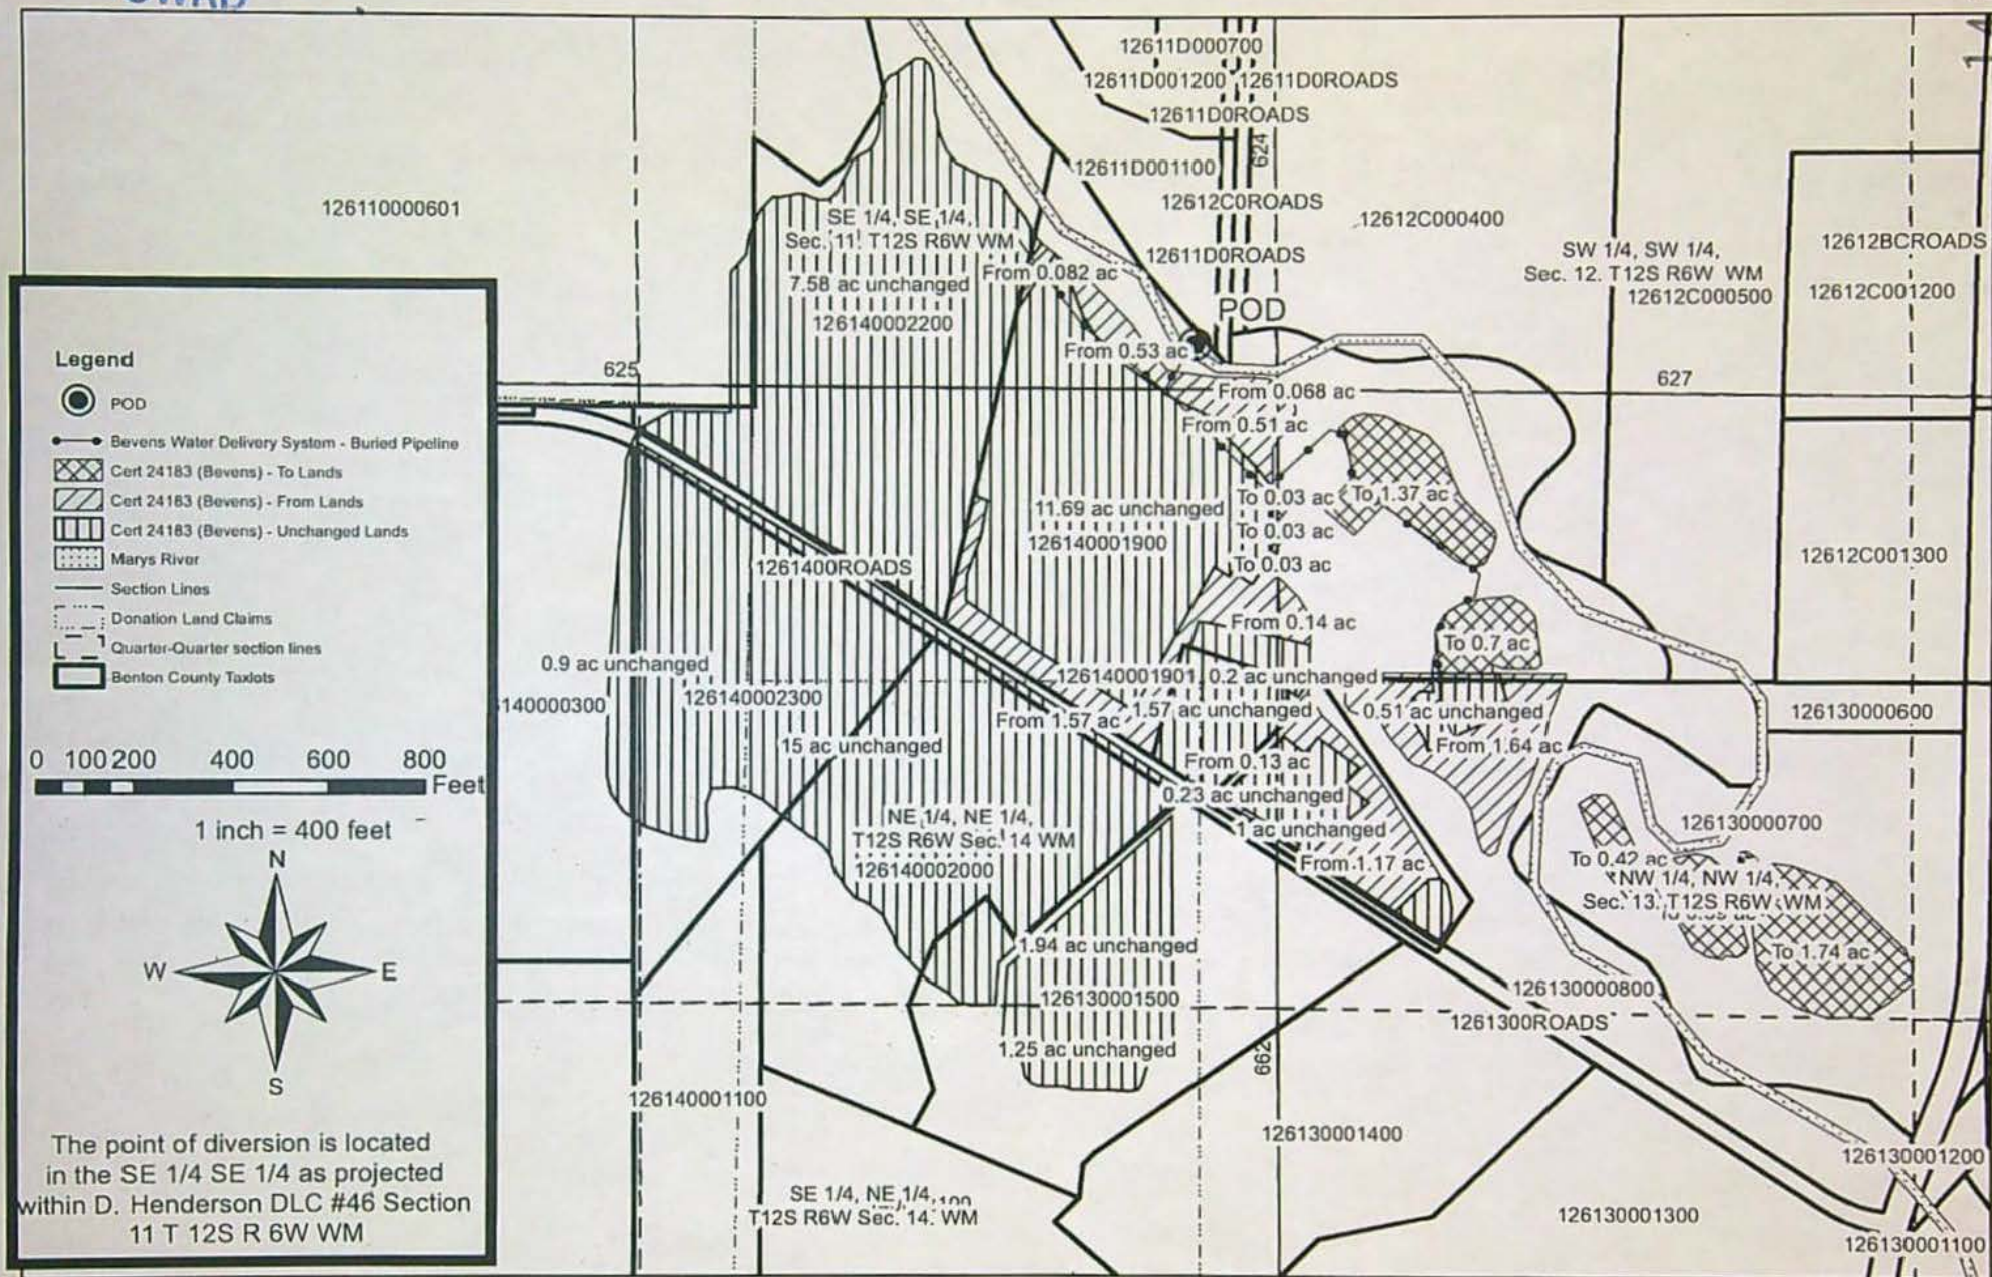 12611D000700
12611D001200
12611D0ROADS
12611D0ROADS
624
12611D001100
12612C0ROADS
126110000601
12612C000400
SE 1/4, SE 1/4,
Sec. 11. T12S R6W WM
12611D0ROADS
SW 1/4, SW 1/4,
Sec. 12. T12S R6W WM
12612BCROADS
From 0.082 ac
7.58 ac unchanged
12612C000500
12612C001200
POD
126140002200
From 0.53 ac
625
627
From 0.068 ac
From 0.51 ac
To 0.03 ac
To 1.37 ac
11.69 ac unchanged
To 0.03 ac
126140001900
12612C001300
1261400ROADS
To 0.03 ac
From 0.14 ac
To 0.7 ac
0.9 ac unchanged
126140001901
0.2 ac unchanged
140000300
126140002300
1.57 ac unchanged
0.51 ac unchanged
126130000600
From 1.57 ac
15 ac unchanged
From 1.64 ac
From 0.13 ac
0.23 ac unchanged
NE 1/4, NE 1/4,
T12S R6W Sec. 14 WM
126130000700
1 ac unchanged
To 0.42 ac
From 1.17 ac
126140002000
NW 1/4, NW 1/4,
Sec. 13. T12S R6W WM
1.94 ac unchanged
To 1.74 ac
126130001500
126130000800
1261300ROADS
1.25 ac unchanged
662
126140001100
126130001400
126130001200
SE 1/4, NE 1/4,
T12S R6W Sec. 14. WM
126130001300
126130001100
Legend
POD
Bevens Water Delivery System - Buried Pipeline
Cert 24183 (Bevens) - To Lands
Cert 24183 (Bevens) - From Lands
Cert 24183 (Bevens) - Unchanged Lands
Marys River
Section Lines
Donation Land Claims
Quarter-Quarter section lines
Benton County Taxlots
0 100 200 400 600 800
Feet
1 inch = 400 feet
N
W E
S
The point of diversion is located
in the SE 1/4 SE 1/4 as projected
within D. Henderson DLC #46 Section
11 T 12S R 6W WM